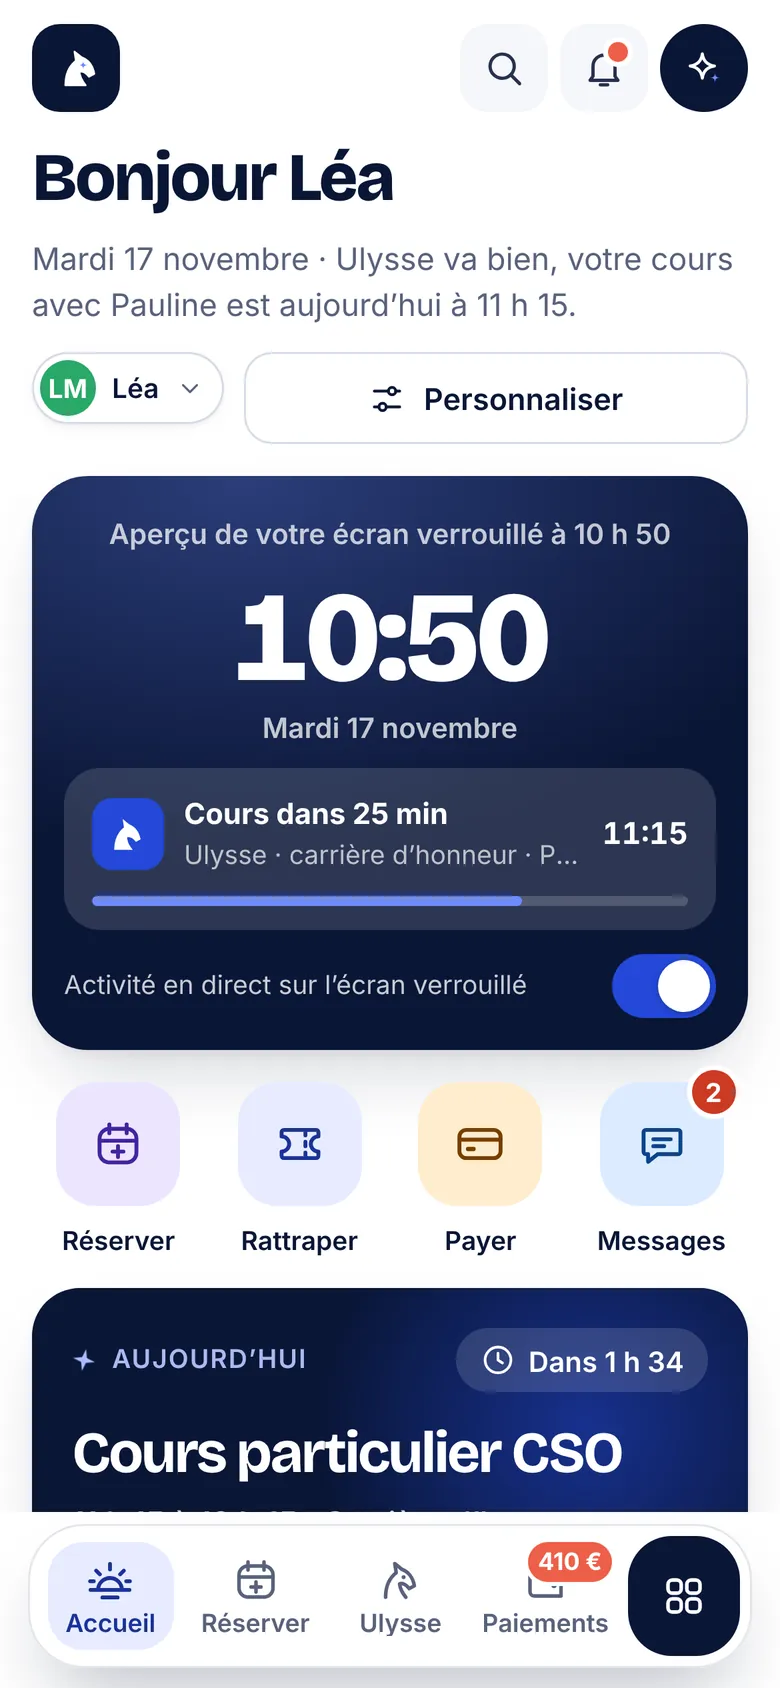 Bonjour Léa
Mardi 17 novembre · Ulysse va bien, votre cours
avec Pauline est aujourd’hui à 11 h 15.
LM Léa
Personnaliser
Aperçu de votre écran verrouillé à 10 h 50
10:50
Mardi 17 novembre
Cours dans 25 min
Ulysse · carrière d’honneur · P…
11:15
Activité en direct sur l’écran verrouillé
2
Réserver
Rattraper
Payer
Messages
AUJOURD’HUI
Dans 1 h 34
Cours particulier CSO
410 €
Accueil
Réserver
Ulysse
Paiements